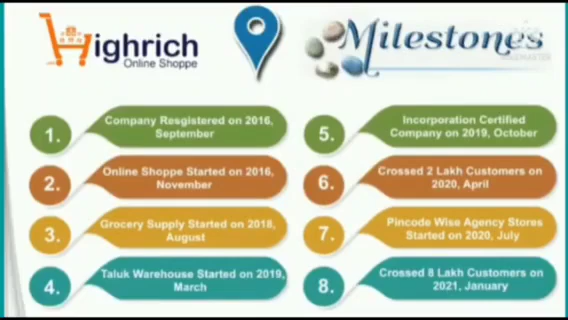 Highrich
Online Shoppe
Milestones
1.
Company Resgistered on 2016,
September
2.
Online Shoppe Started on 2016,
November
3.
Grocery Supply Started on 2018,
August
4.
Taluk Warehouse Started on 2019,
March
5.
Incorporation Certified
Company on 2019, October
6.
Crossed 2 Lakh Customers on
2020, April
7.
Pincode Wise Agency Stores
Started on 2020, July
8.
Crossed 8 Lakh Customers on
2021, January